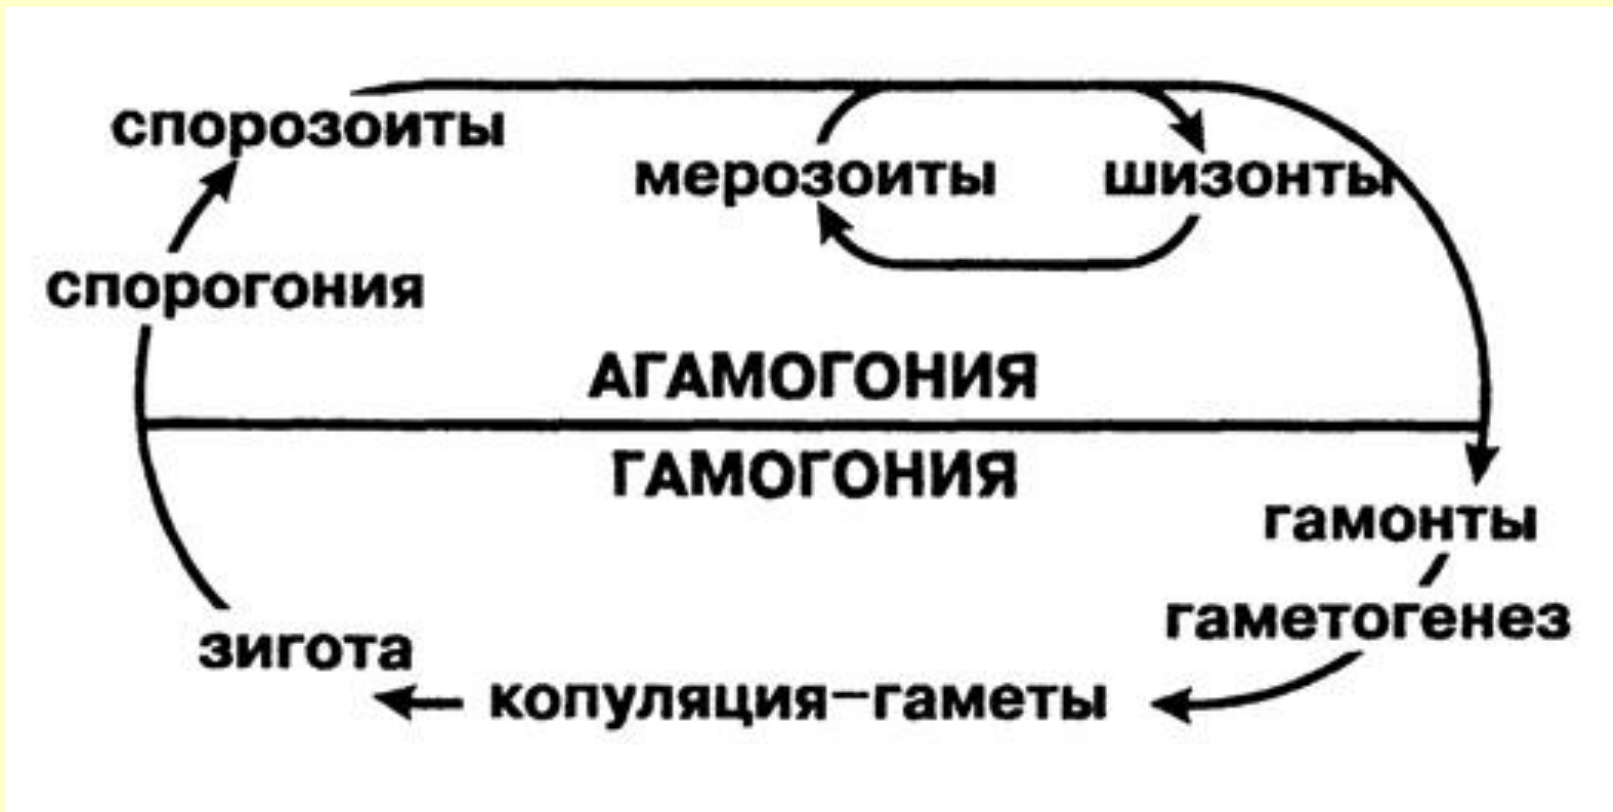 спорозоиты
мерозоиты
шизонты
спорогония
АГАМОГОНИЯ
ГАМОГОНИЯ
гамонты
гаметогенез
зигота
копуляция–гаметы